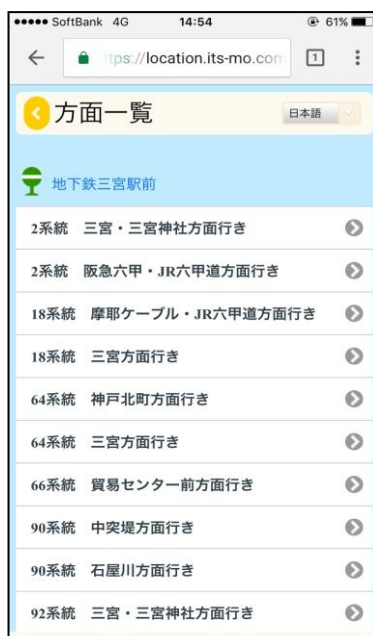 SoftBank 4G 14:54 61%
https://location.its-mo.com 1
方面一覧 日本語
地下鉄三宮駅前
2系統 三宮・三宮神社方面行き
2系統 阪急六甲・JR六甲道方面行き
18系統 摩耶ケーブル・JR六甲道方面行き
18系統 三宮方面行き
64系統 神戸北町方面行き
64系統 三宮方面行き
66系統 貿易センター前方面行き
90系統 中突堤方面行き
90系統 石屋川方面行き
92系統 三宮・三宮神社方面行き